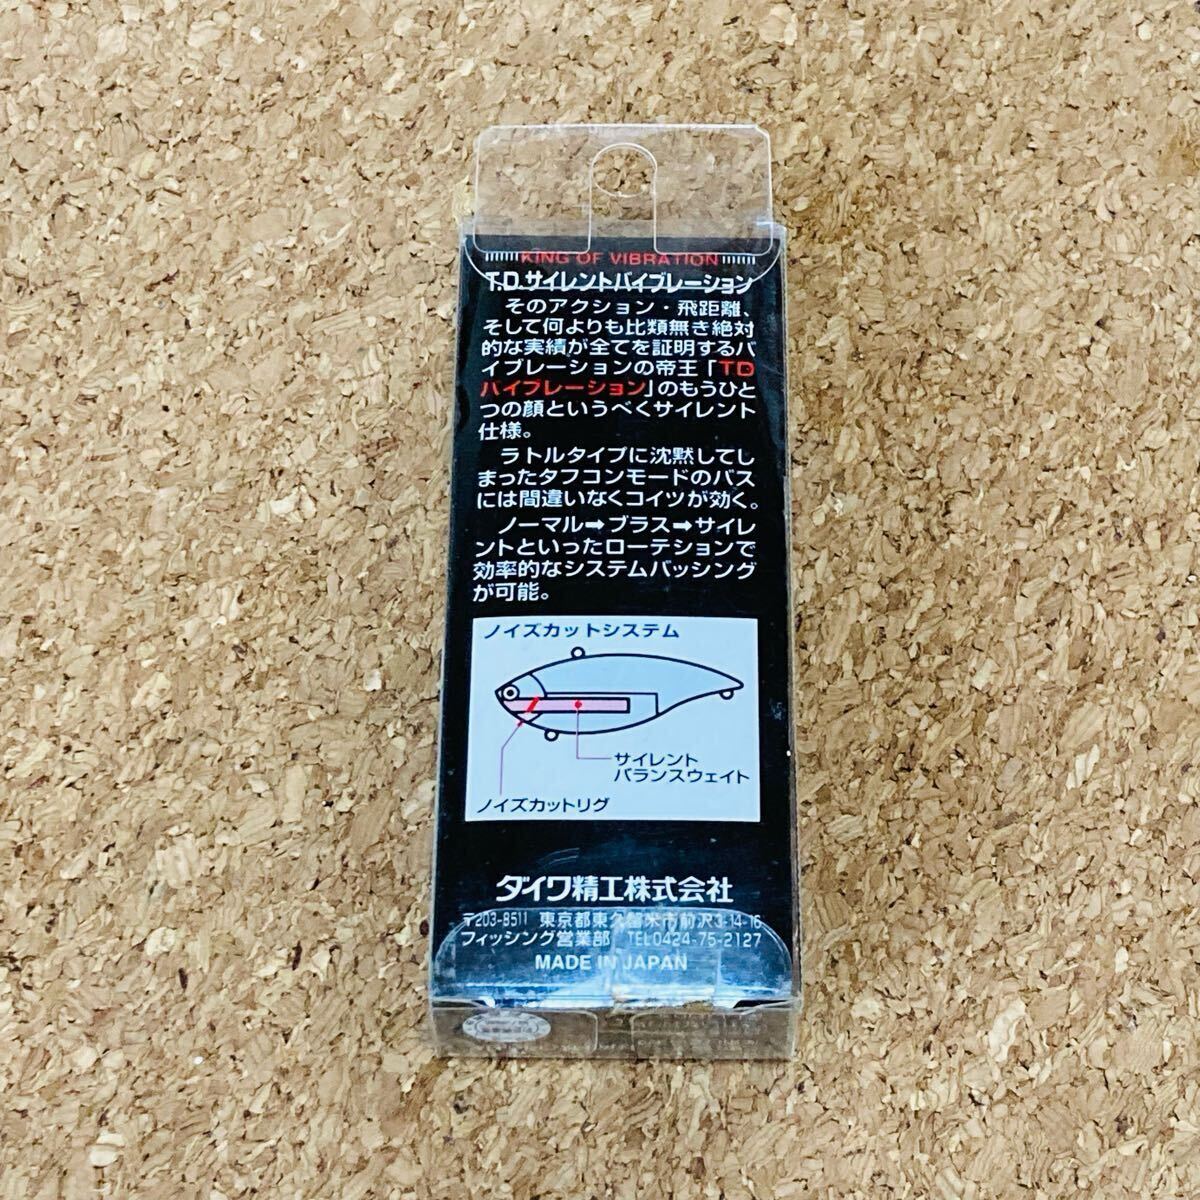 KING OF VIBRATION
T.D.サイレントバイブレーション
そのアクション・飛距離、
そして何よりも比類無き絶対
的な実績が全てを証明するバ
イブレーションの帝王「TD
バイブレーション」のもうひと
つの顔というべくサイレント
仕様。
ラトルタイプに沈黙してし
まったタフコンモードのバス
には間違いなくコイツが効く。
ノーマル➡ブラス➡サイレ
ントといったローテションで
効率的なシステムバッシング
が可能。
ノイズカットシステム
サイレント
バランスウェイト
ノイズカットリグ
ダイワ精工株式会社
〒203-8511 東京都東久留米市前沢3-14-16
フィッシング営業部 TEL0424-75-2127
MADE IN JAPAN